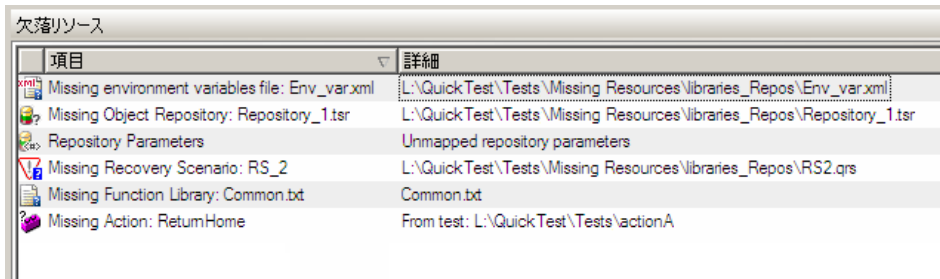 欠落リソース
項目 詳細
Missing environment variables file: Env_var.xml L:\QuickTest\Tests\Missing Resources\libraries_Repos\Env_var.xml
Missing Object Repository: Repository_1.tsr L:\QuickTest\Tests\Missing Resources\libraries_Repos\Repository_1.tsr
Repository Parameters Unmapped repository parameters
Missing Recovery Scenario: RS_2 L:\QuickTest\Tests\Missing Resources\libraries_Repos\RS2.qrs
Missing Function Library: Common.txt Common.txt
Missing Action: ReturnHome From test: L:\QuickTest\Tests\actionA